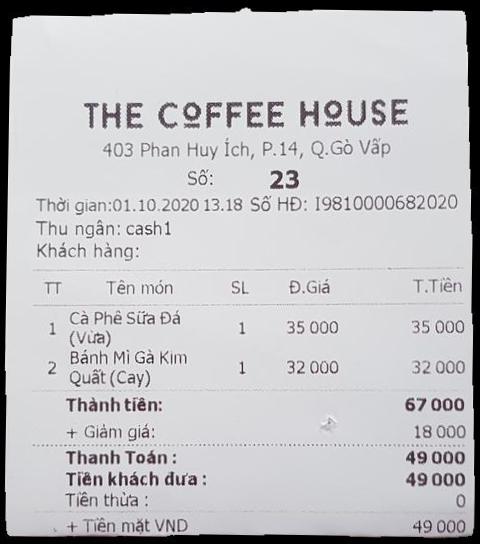 THE COFFEE HOUSE
403 Phan Huy Ích, P.14, Q.Gò Vấp
Số: 23
Thời gian:01.10.2020 13.18 Số HĐ: I9810000682020
Thu ngân: cash1
Khách hàng:
TT Tên món SL Đ.Giá T.Tiền
1 Cà Phê Sữa Đá (Vừa) 1 35 000 35 000
2 Bánh Mì Gà Kim Quất (Cay) 1 32 000 32 000
Thành tiền: 67 000
+ Giảm giá: 18 000
Thanh Toán : 49 000
Tiền khách đưa : 49 000
Tiền thừa : 0
+ Tiền mặt VND 49 000